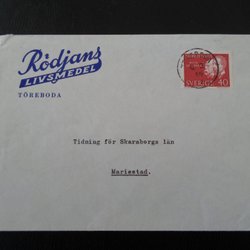 Rödjans
LIVSMEDEL
TÖREBODA
SVERIGE 40
Tidning för Skaraborgs län
Mariestad.